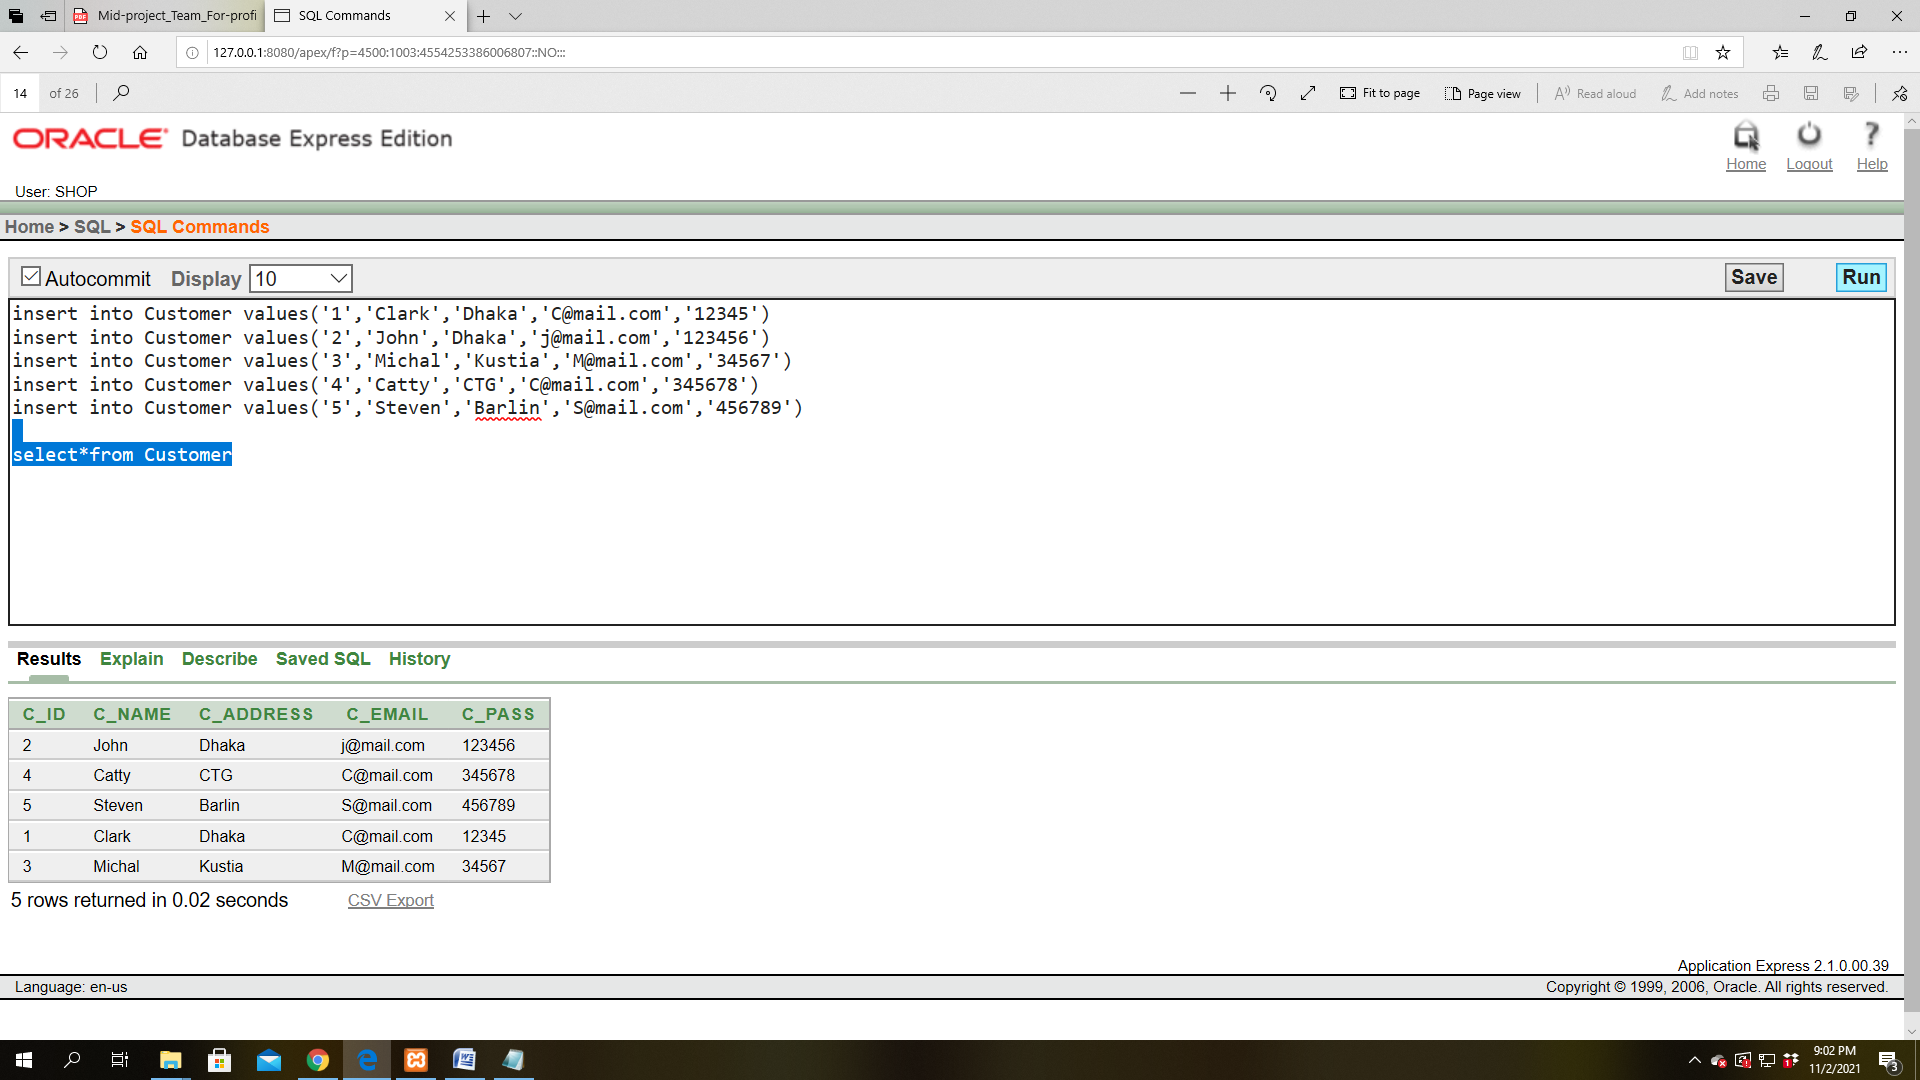 Mid-project_Team_For-profi
SQL Commands
127.0.0.1:8080/apex/f?p=4500:1003:4554253386006807::NO:::
14 of 26
Fit to page
Page view
Read aloud
Add notes
ORACLE Database Express Edition
Home Logout Help
User: SHOP
Home > SQL > SQL Commands
Autocommit Display 10 Save Run
insert into Customer values('1','Clark','Dhaka','C@mail.com','12345')
insert into Customer values('2','John','Dhaka','j@mail.com','123456')
insert into Customer values('3','Michal','Kustia','M@mail.com','34567')
insert into Customer values('4','Catty','CTG','C@mail.com','345678')
insert into Customer values('5','Steven','Barlin','S@mail.com','456789')
select*from Customer
Results Explain Describe Saved SQL History
C_ID C_NAME C_ADDRESS C_EMAIL C_PASS
2 John Dhaka j@mail.com 123456
4 Catty CTG C@mail.com 345678
5 Steven Barlin S@mail.com 456789
1 Clark Dhaka C@mail.com 12345
3 Michal Kustia M@mail.com 34567
5 rows returned in 0.02 seconds CSV Export
Application Express 2.1.0.00.39
Language: en-us Copyright © 1999, 2006, Oracle. All rights reserved.
9:02 PM
11/2/2021
3